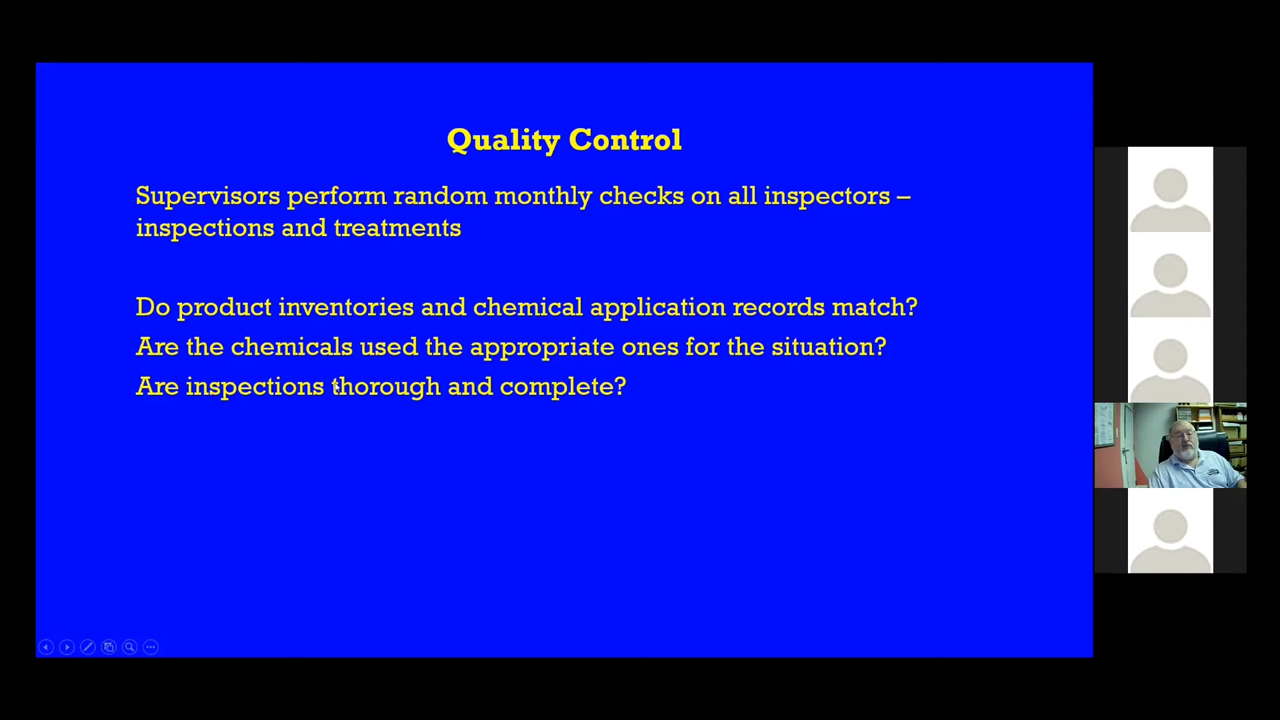 Quality Control
Supervisors perform random monthly checks on all inspectors –
inspections and treatments
Do product inventories and chemical application records match?
Are the chemicals used the appropriate ones for the situation?
Are inspections thorough and complete?